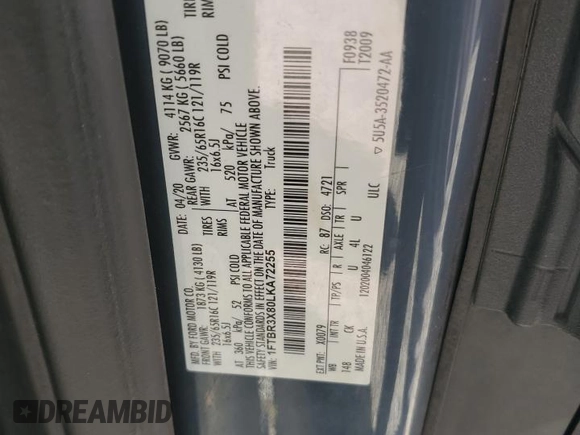 MFD. BY FORD MOTOR CO.
04/20
GVWR: 4114 KG ( 9070 LB)
FRONT GAWR: 1873 KG ( 4130 LB)
REAR GAWR: 2567 KG ( 5660 LB)
235/65R16C 121/119R
TIRES
WITH
235/65R16C 121/119R
16x6.5J
RIMS
16x6.5J
AT 360 kPa/ 52 PSI COLD
AT 520 kPa/ 75 PSI COLD
THIS VEHICLE CONFORMS TO ALL APPLICABLE FEDERAL MOTOR VEHICLE
SAFETY STANDARDS IN EFFECT ON THE DATE OF MANUFACTURE SHOWN ABOVE.
VIN: 1FTBR3X80LKA72255
TYPE: Truck
F0938
T2009
EXT PNT: X0079
RC: 87
DSO: 4721
WB
INT TR
TP/PS
R
AXLE
TR
SPR
148
CK
U
4L
U
ULC
MADE IN U.S.A.
1202004046122
▽ 5U5A-3520472-AA
DREAMBID